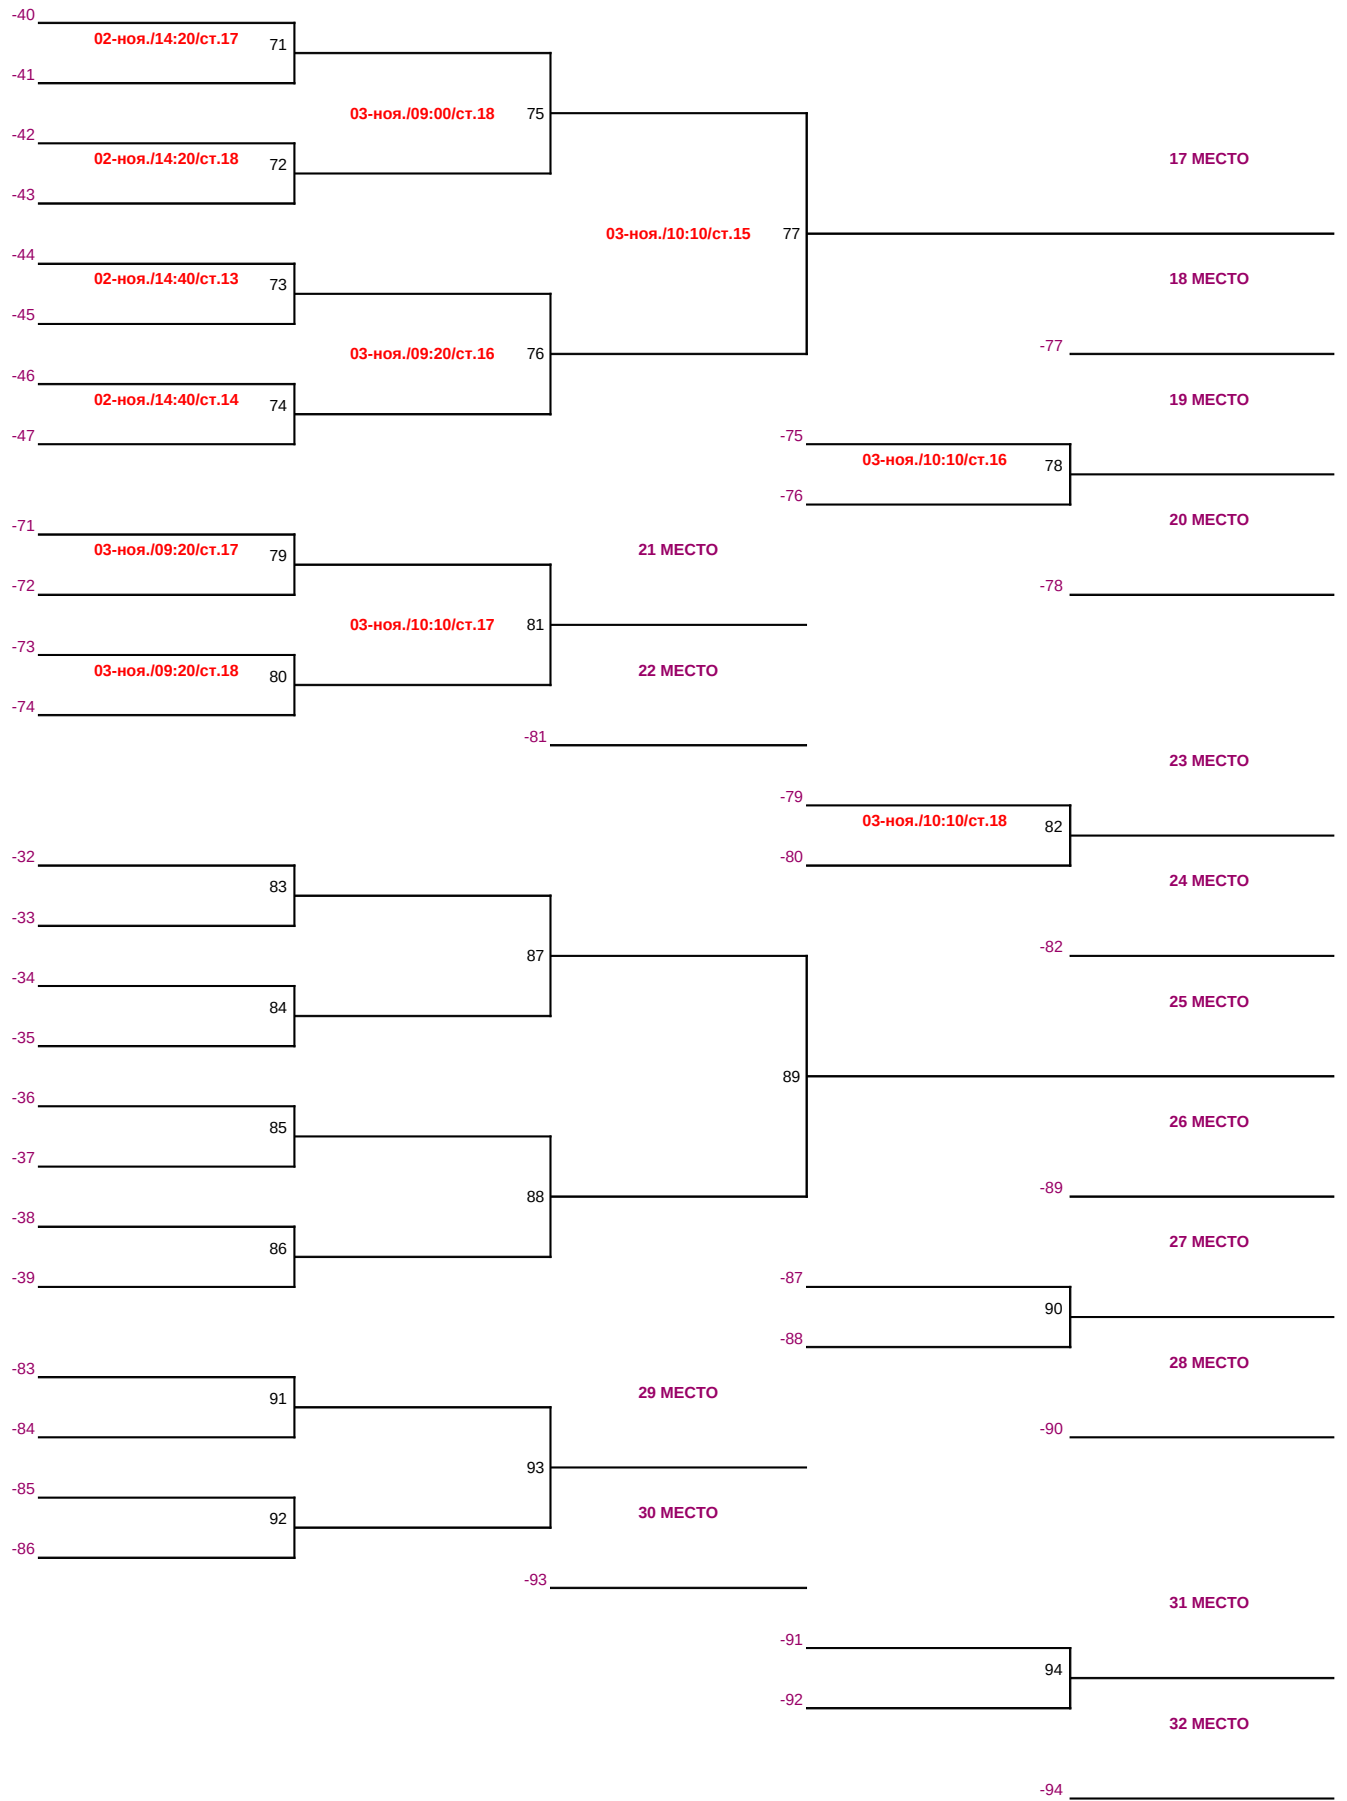 -40
02-ноя./14:20/ст.17 71
-41
03-ноя./09:00/ст.18 75
-42
02-ноя./14:20/ст.18 72
17 МЕСТО
-43
03-ноя./10:10/ст.15 77
-44
02-ноя./14:40/ст.13 73
18 МЕСТО
-45
-77
03-ноя./09:20/ст.16 76
-46
02-ноя./14:40/ст.14 74
19 МЕСТО
-47
-75
03-ноя./10:10/ст.16 78
-76
20 МЕСТО
-71
03-ноя./09:20/ст.17 79
21 МЕСТО
-72
-78
03-ноя./10:10/ст.17 81
-73
03-ноя./09:20/ст.18 80
22 МЕСТО
-74
-81
23 МЕСТО
-79
03-ноя./10:10/ст.18 82
-32
-80
83
24 МЕСТО
-33
-82
87
-34
25 МЕСТО
84
-35
89
-36
26 МЕСТО
85
-37
-89
88
-38
27 МЕСТО
86
-39
-87
90
-88
28 МЕСТО
-83
29 МЕСТО
91
-84
-90
93
-85
30 МЕСТО
92
-86
-93
31 МЕСТО
-91
94
-92
32 МЕСТО
-94